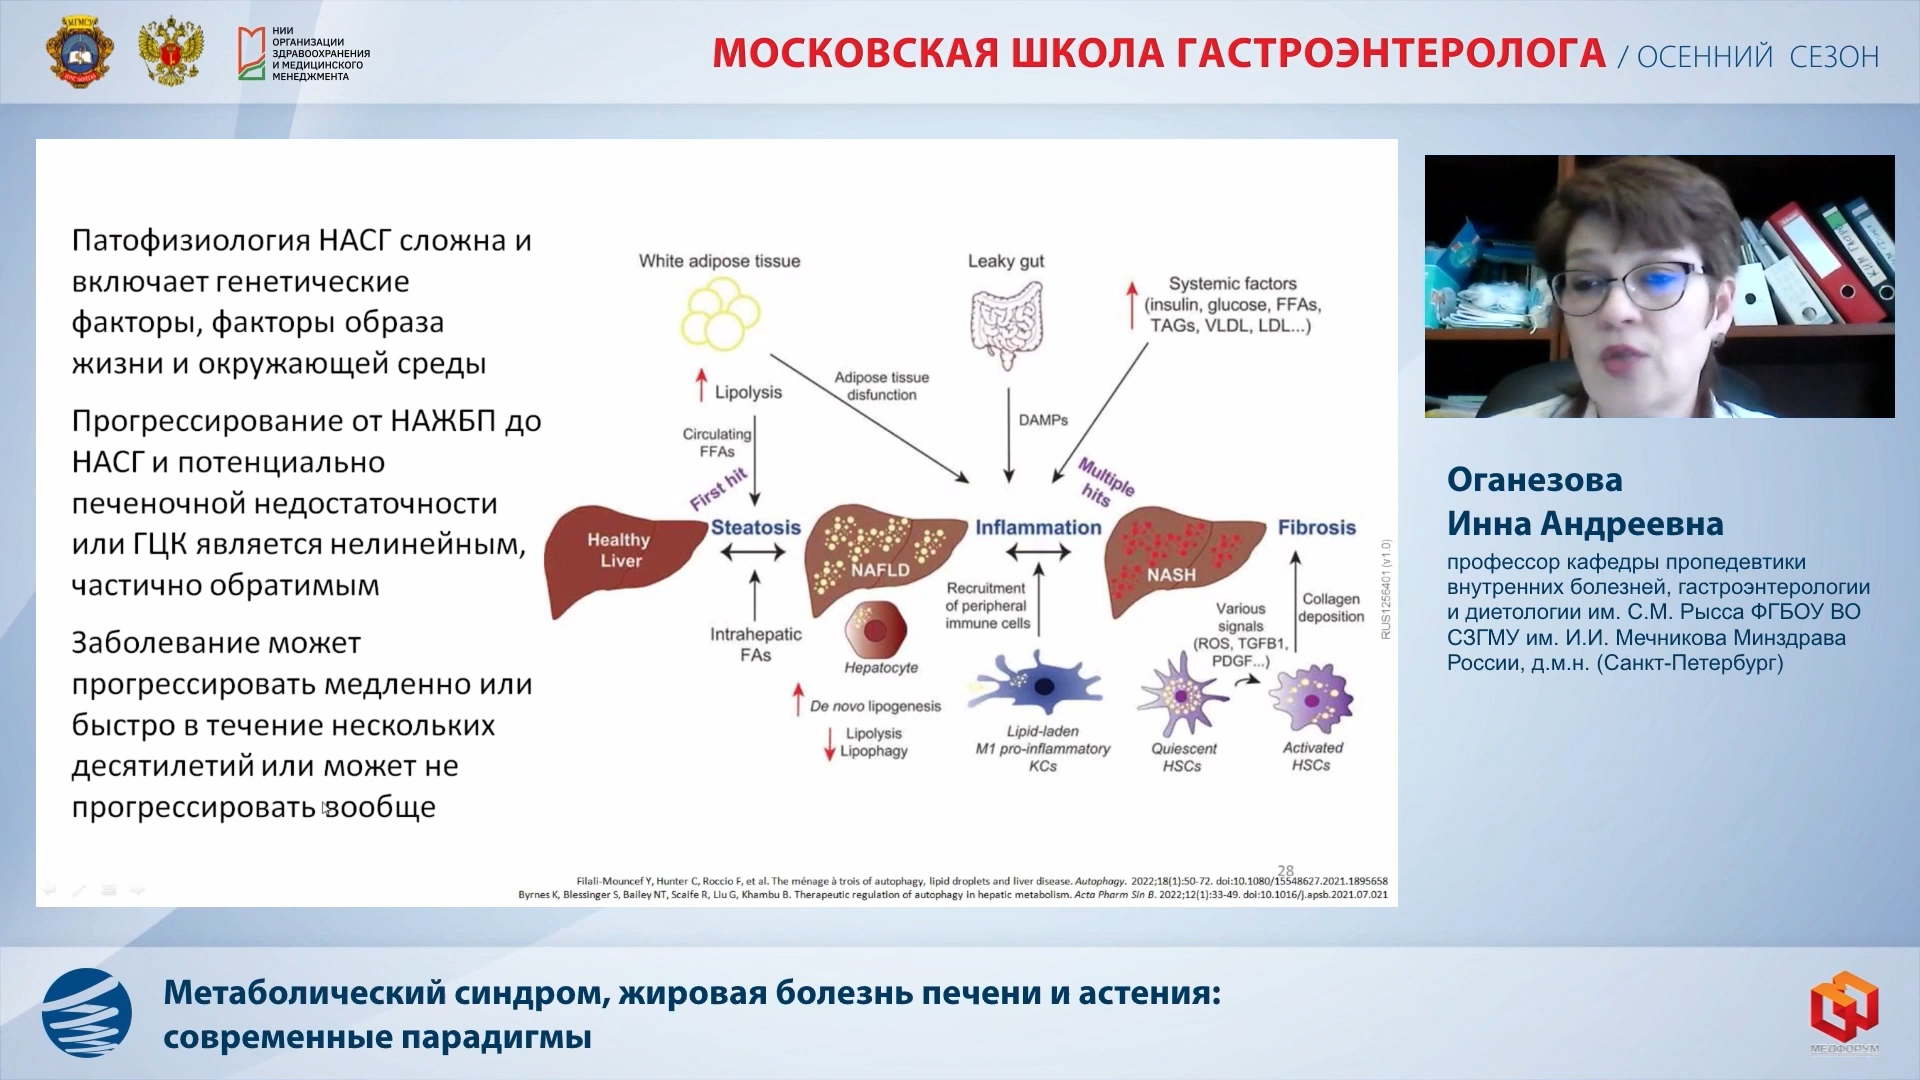 МГМСУ
НИИ
ОРГАНИЗАЦИИ
ЗДРАВООХРАНЕНИЯ
И МЕДИЦИНСКОГО
МЕНЕДЖМЕНТА
МОСКОВСКАЯ ШКОЛА ГАСТРОЭНТЕРОЛОГА / ОСЕННИЙ СЕЗОН
Патофизиология НАСГ сложна и
включает генетические
факторы, факторы образа
жизни и окружающей среды
Прогрессирование от НАЖБП до
НАСГ и потенциально
печеночной недостаточности
или ГЦК является нелинейным,
частично обратимым
Заболевание может
прогрессировать медленно или
быстро в течение нескольких
десятилетий или может не
прогрессировать вообще
White adipose tissue
Leaky gut
Systemic factors
(insulin, glucose, FFAs,
TAGs, VLDL, LDL...)
Lipolysis
Adipose tissue
disfunction
DAMPs
Circulating
FFAs
First hit
Multiple
hits
Healthy
Liver
Steatosis
NAFLD
Inflammation
NASH
Fibrosis
Intrahepatic
FAs
Hepatocyte
De novo lipogenesis
Lipolysis
Lipophagy
Recruitment
of peripheral
immune cells
Lipid-laden
M1 pro-inflammatory
KCs
Various
signals
(ROS, TGFB1,
PDGF...)
Collagen
deposition
Quiescent
HSCs
Activated
HSCs
RUS1256401 (v1.0)
28
Filali-Mouncef Y, Hunter C, Roccio F, et al. The ménage à trois of autophagy, lipid droplets and liver disease. Autophagy. 2022;18(1):50-72. doi:10.1080/15548627.2021.1895658
Byrnes K, Blessinger S, Bailey NT, Scaife R, Liu G, Khambu B. Therapeutic regulation of autophagy in hepatic metabolism. Acta Pharm Sin B. 2022;12(1):33-49. doi:10.1016/j.apsb.2021.07.021
Оганезова
Инна Андреевна
профессор кафедры пропедевтики
внутренних болезней, гастроэнтерологии
и диетологии им. С.М. Рысса ФГБОУ ВО
СЗГМУ им. И.И. Мечникова Минздрава
России, д.м.н. (Санкт-Петербург)
Метаболический синдром, жировая болезнь печени и астения:
современные парадигмы
МЕДФОРУМ